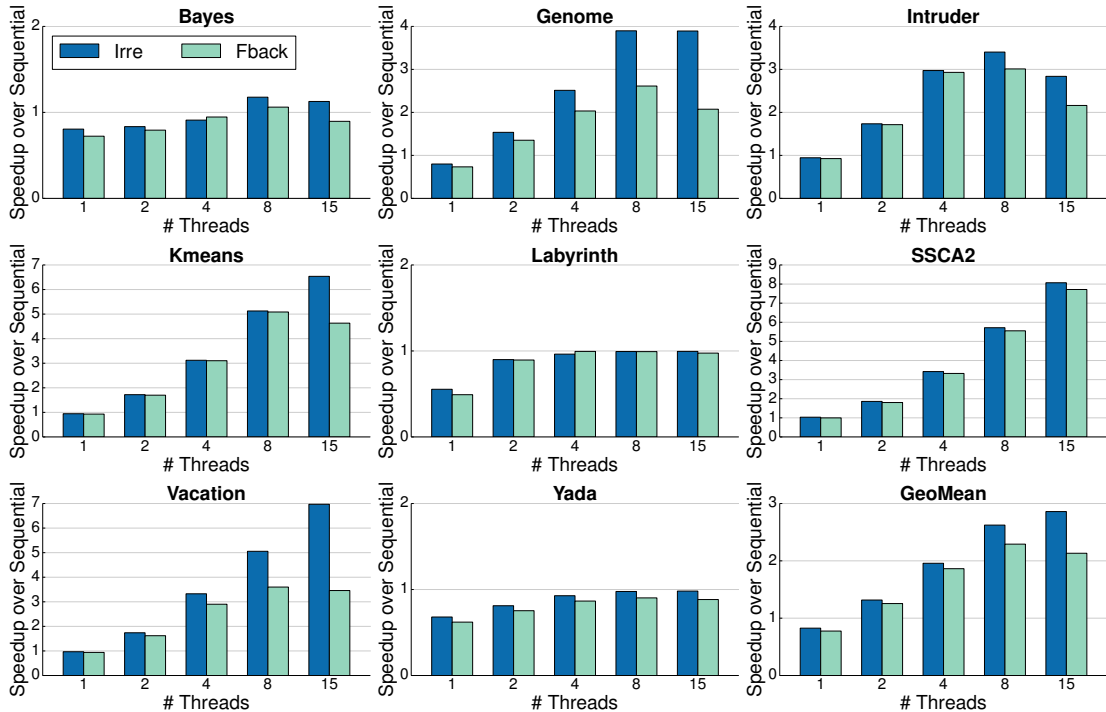 Bayes
Speedup over Sequential
2
1
0
Irre
Fback
1 2 4 8 15
# Threads
Genome
Speedup over Sequential
4
3
2
1
0
1 2 4 8 15
# Threads
Intruder
Speedup over Sequential
4
3
2
1
0
1 2 4 8 15
# Threads
Kmeans
Speedup over Sequential
7
6
5
4
3
2
1
0
1 2 4 8 15
# Threads
Labyrinth
Speedup over Sequential
2
1
0
1 2 4 8 15
# Threads
SSCA2
Speedup over Sequential
9
8
7
6
5
4
3
2
1
0
1 2 4 8 15
# Threads
Vacation
Speedup over Sequential
7
6
5
4
3
2
1
0
1 2 4 8 15
# Threads
Yada
Speedup over Sequential
2
1
0
1 2 4 8 15
# Threads
GeoMean
Speedup over Sequential
3
2
1
0
1 2 4 8 15
# Threads